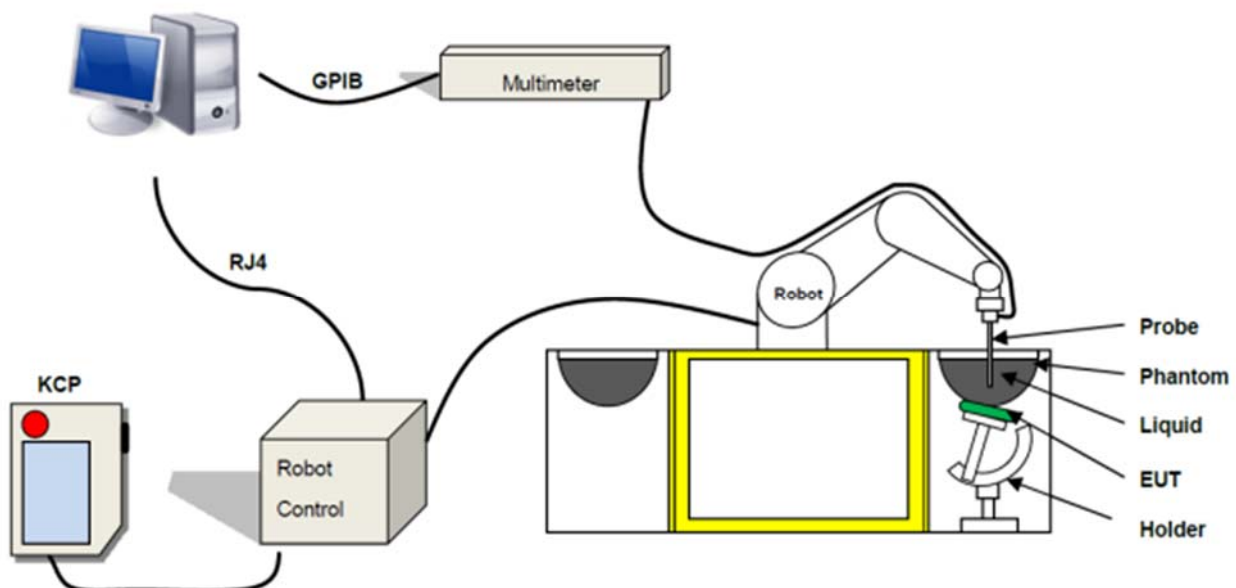 GPIB
Multimeter
RJ4
Robot
Probe
Phantom
Liquid
EUT
Holder
KCP
Robot
Control